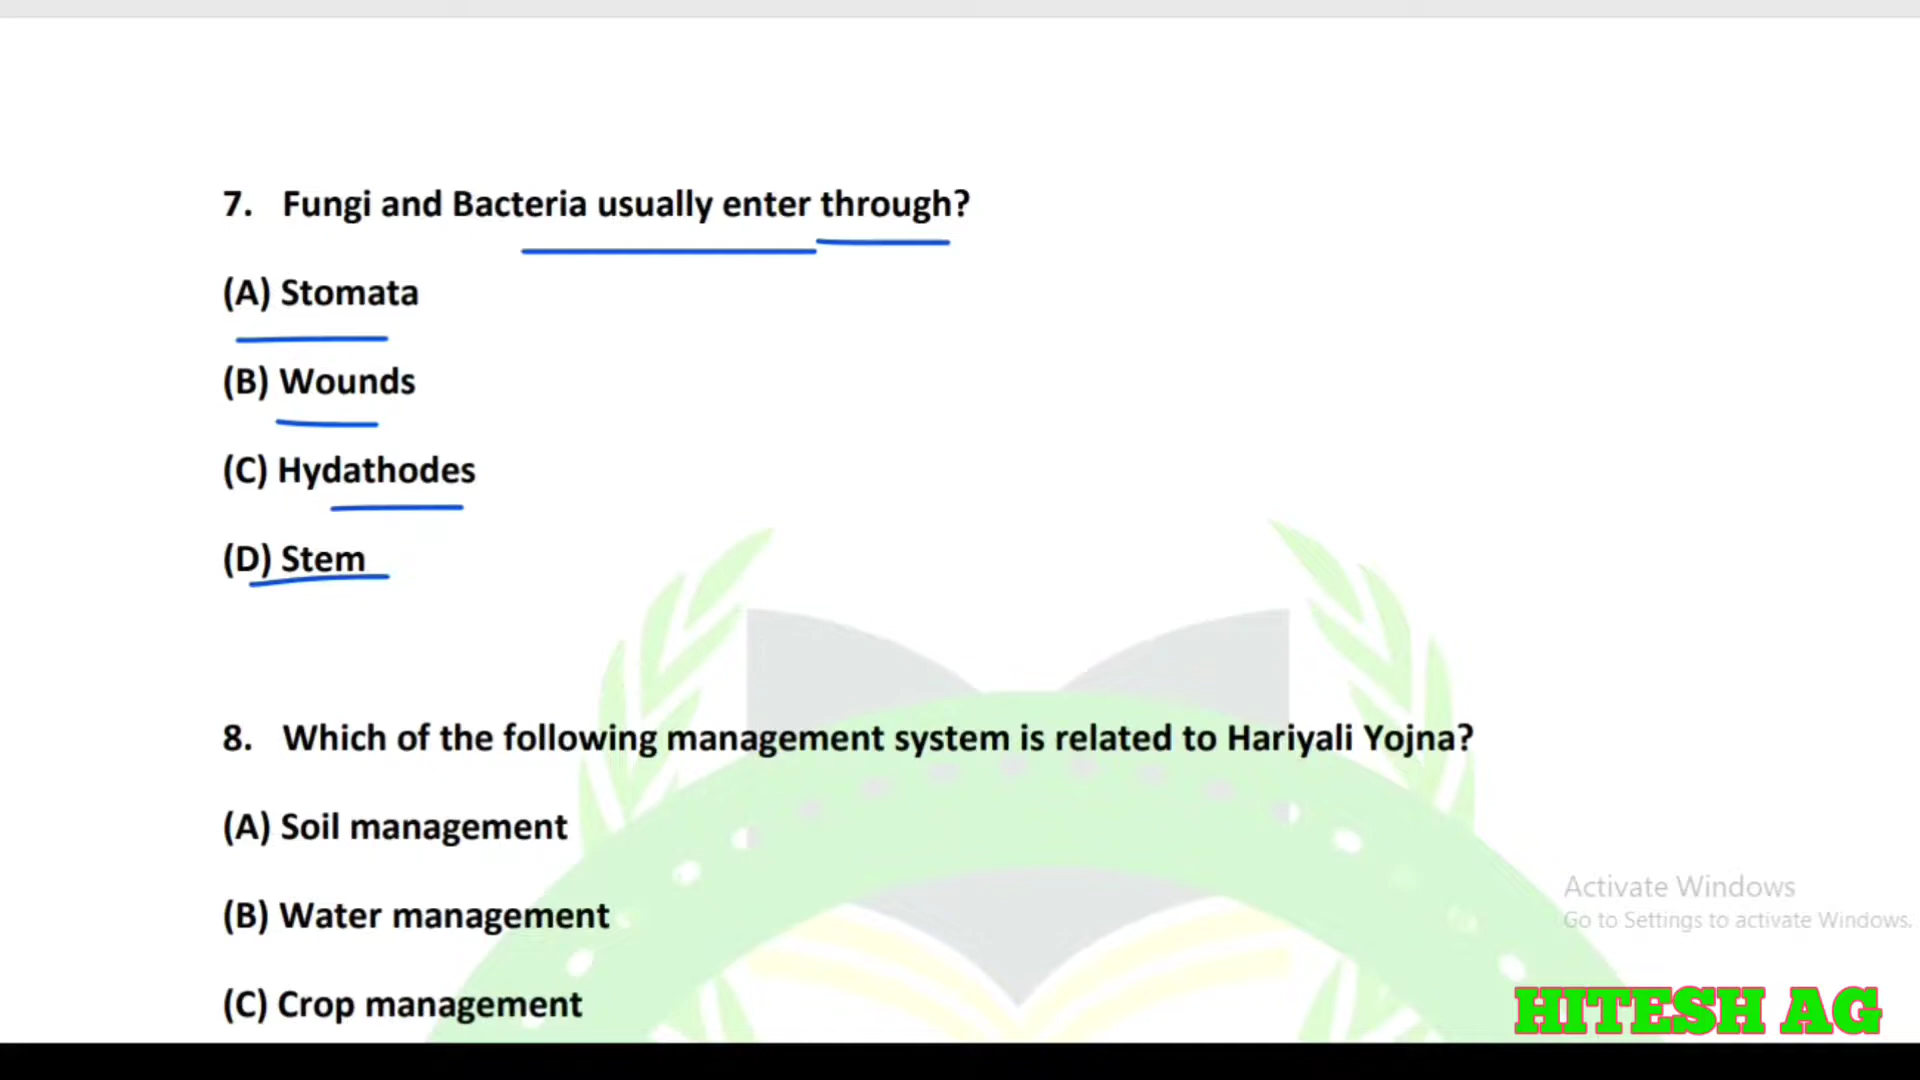 7. Fungi and Bacteria usually enter through?
(A) Stomata
(B) Wounds
(C) Hydathodes
(D) Stem
8. Which of the following management system is related to Hariyali Yojna?
(A) Soil management
(B) Water management
(C) Crop management
Activate Windows
Go to Settings to activate Windows.
HITESH AG